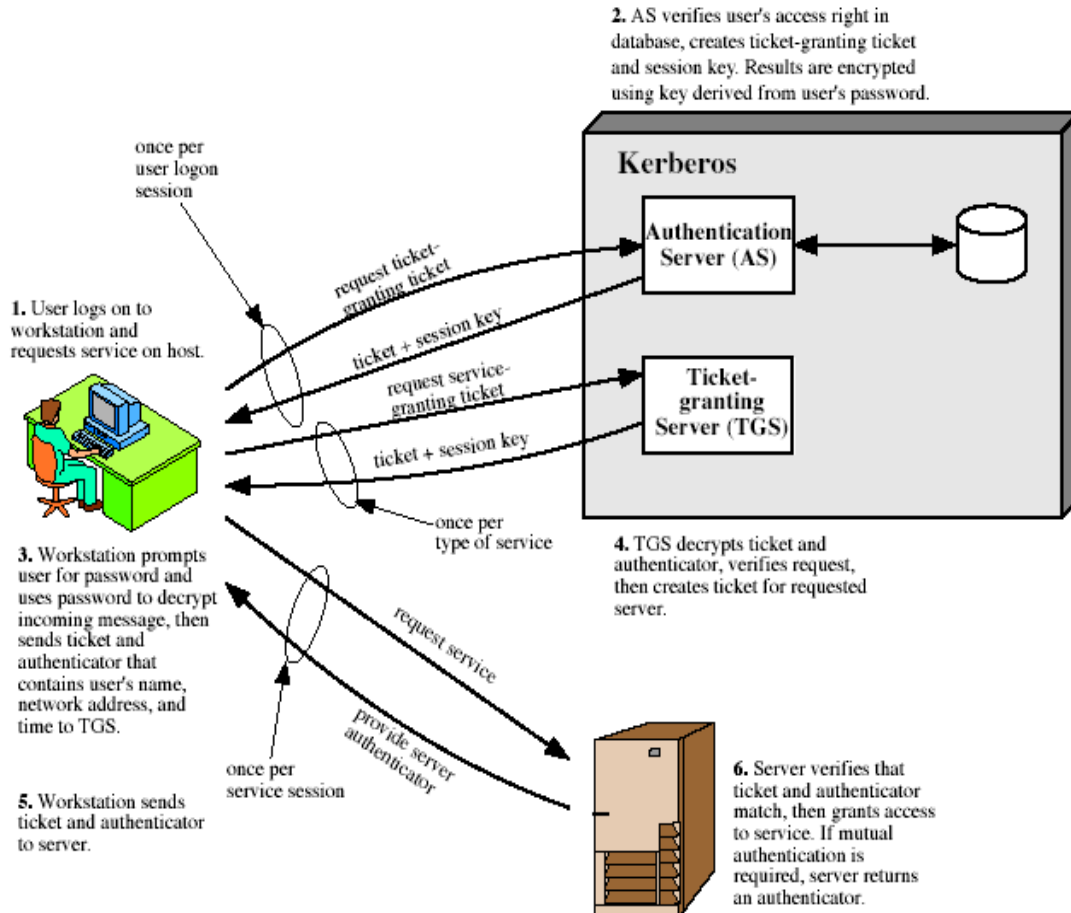 2. AS verifies user's access right in
database, creates ticket-granting ticket
and session key. Results are encrypted
using key derived from user's password.
once per
user logon
session
Kerberos
Authentication
Server (AS)
request ticket-
granting ticket
1. User logs on to
workstation and
requests service on host.
ticket + session key
request service-
granting ticket
Ticket-
granting
Server (TGS)
ticket + session key
once per
type of service
3. Workstation prompts
user for password and
uses password to decrypt
incoming message, then
sends ticket and
authenticator that
contains user's name,
network address, and
time to TGS.
4. TGS decrypts ticket and
authenticator, verifies request,
then creates ticket for requested
server.
request service
provide server
authenticator
once per
service session
5. Workstation sends
ticket and authenticator
to server.
6. Server verifies that
ticket and authenticator
match, then grants access
to service. If mutual
authentication is
required, server returns
an authenticator.